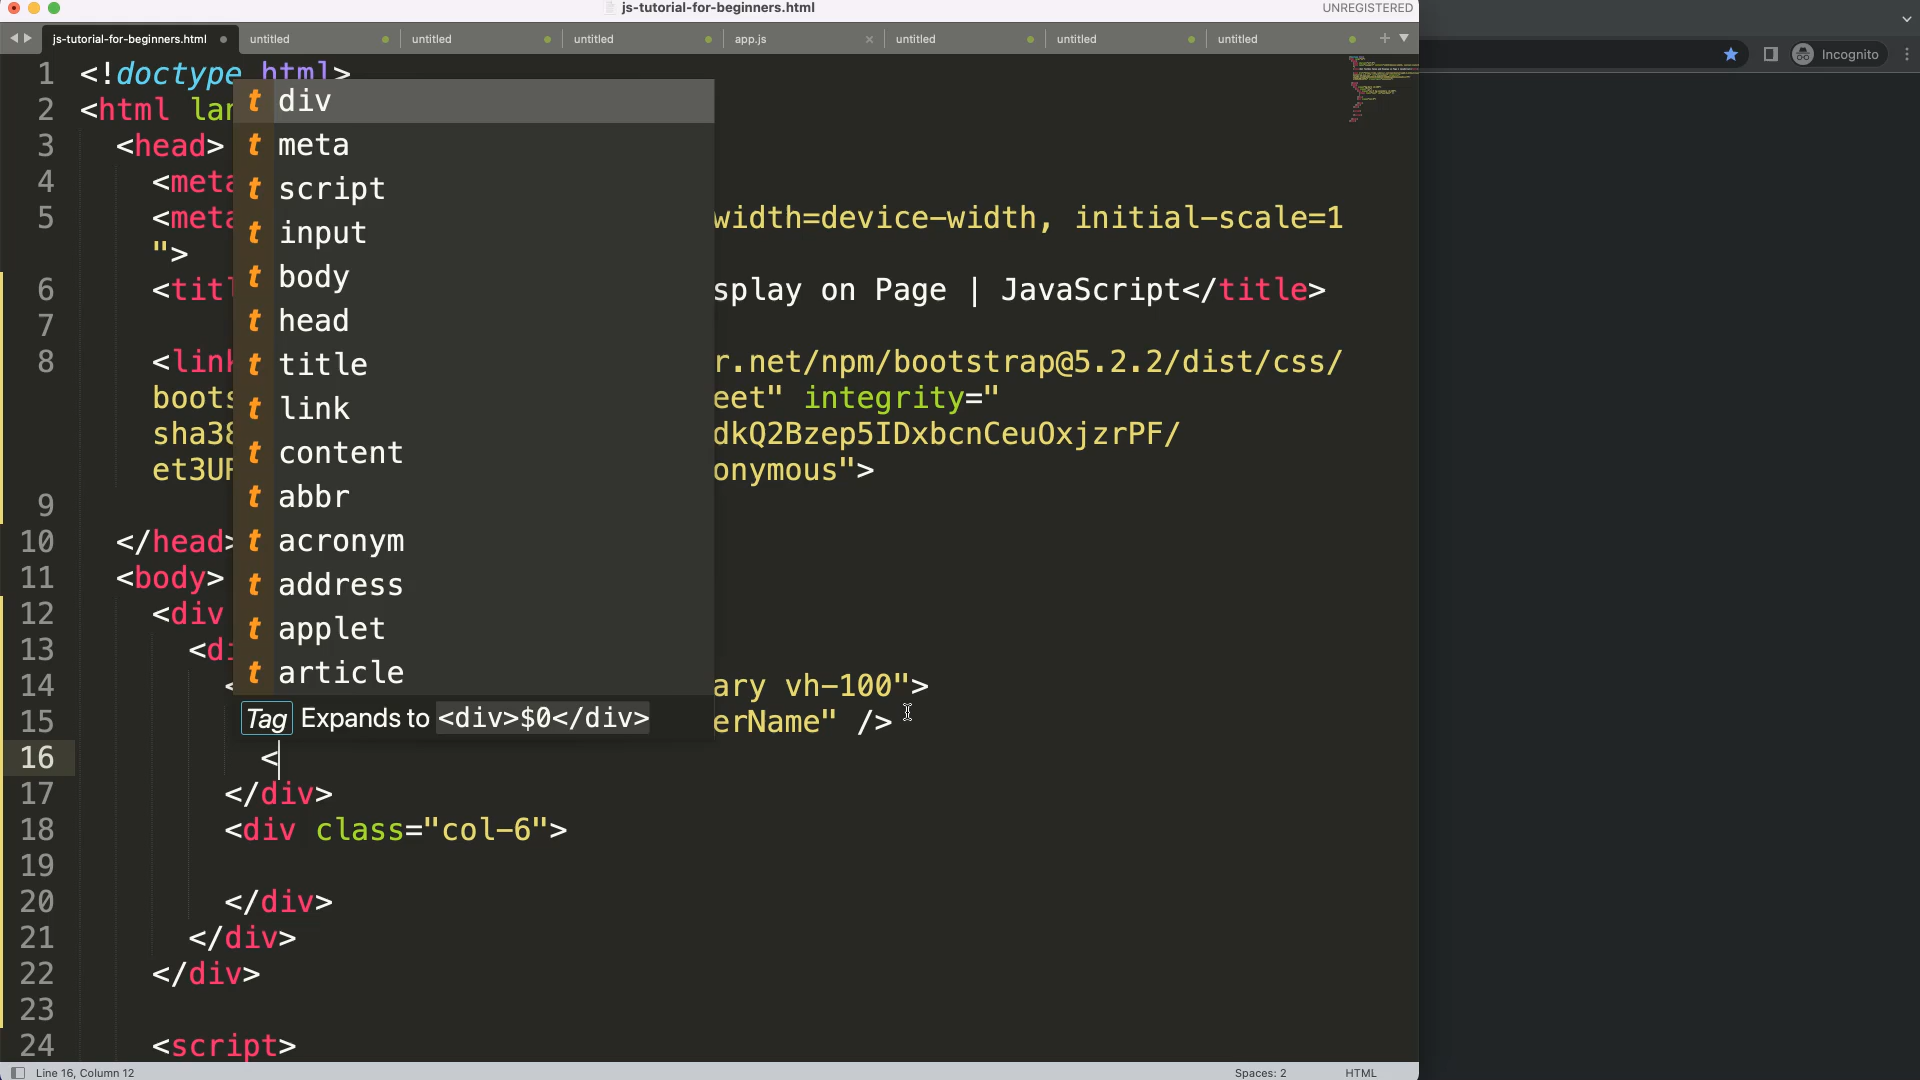 js-tutorial-for-beginners.html
UNREGISTERED
js-tutorial-for-beginners.html untitled untitled untitled app.js untitled untitled untitled
Incognito
1 <!doctype html>
2 <html lan
3 <head>
4 <meta
5 <meta width=device-width, initial-scale=1
">
6 <titl splay on Page | JavaScript</title>
7
8 <link r.net/npm/bootstrap@5.2.2/dist/css/
boots eet" integrity="
sha38 dkQ2Bzep5IDxbcnCeuOxjzrPF/
et3UR onymous">
9
10 </head>
11 <body>
12 <div
13 <di
14 < ary vh-100">
15 erName" />
16 <
17 </div>
18 <div class="col-6">
19
20 </div>
21 </div>
22 </div>
23
24 <script>
t div
t meta
t script
t input
t body
t head
t title
t link
t content
t abbr
t acronym
t address
t applet
t article
Tag Expands to <div>$0</div>
Line 16, Column 12
Spaces: 2
HTML